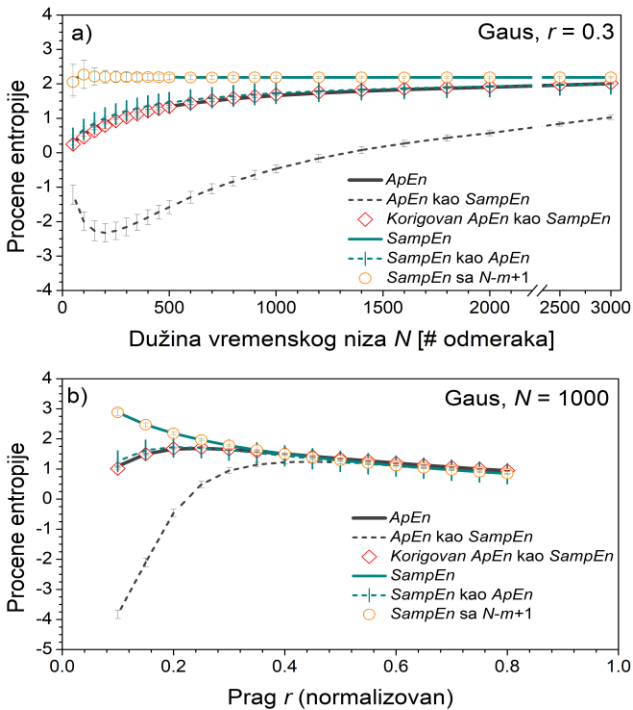 a)
Gaus, r = 0.3
Procene entropije
4
3
2
1
0
-1
-2
-3
-4
ApEn
ApEn kao SampEn
Korigovan ApEn kao SampEn
SampEn
SampEn kao ApEn
SampEn sa N-m+1
0 500 1000 1500 2000 2500 3000
Dužina vremenskog niza N [# odmeraka]
b)
Gaus, N = 1000
Procene entropije
4
3
2
1
0
-1
-2
-3
-4
-5
ApEn
ApEn kao SampEn
Korigovan ApEn kao SampEn
SampEn
SampEn kao ApEn
SampEn sa N-m+1
0.0 0.2 0.4 0.6 0.8 1.0
Prag r (normalizovan)